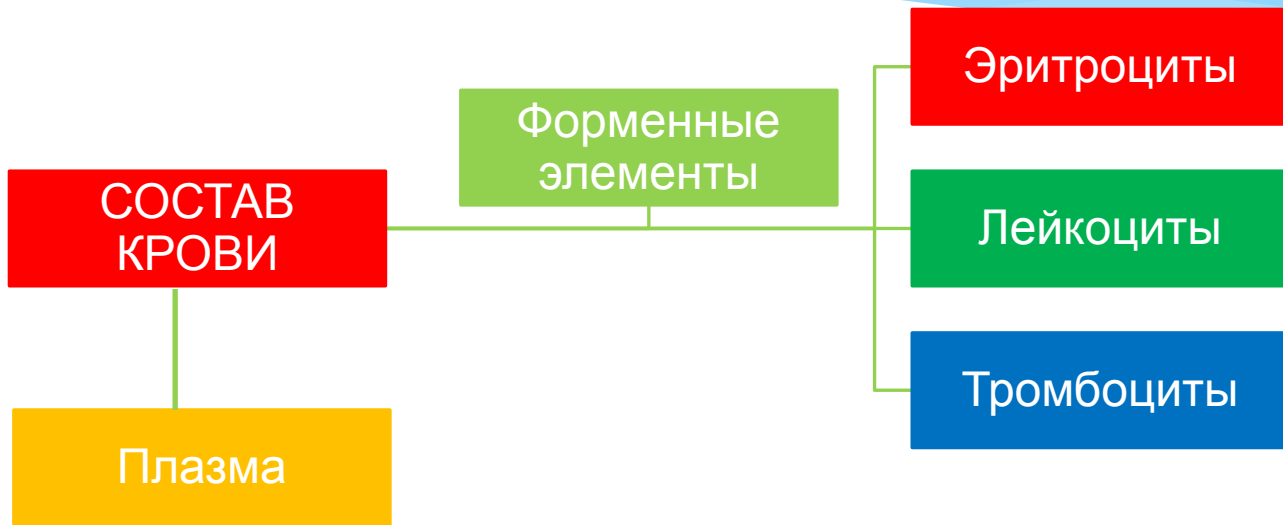 СОСТАВ
КРОВИ
Плазма
Форменные
элементы
Эритроциты
Лейкоциты
Тромбоциты